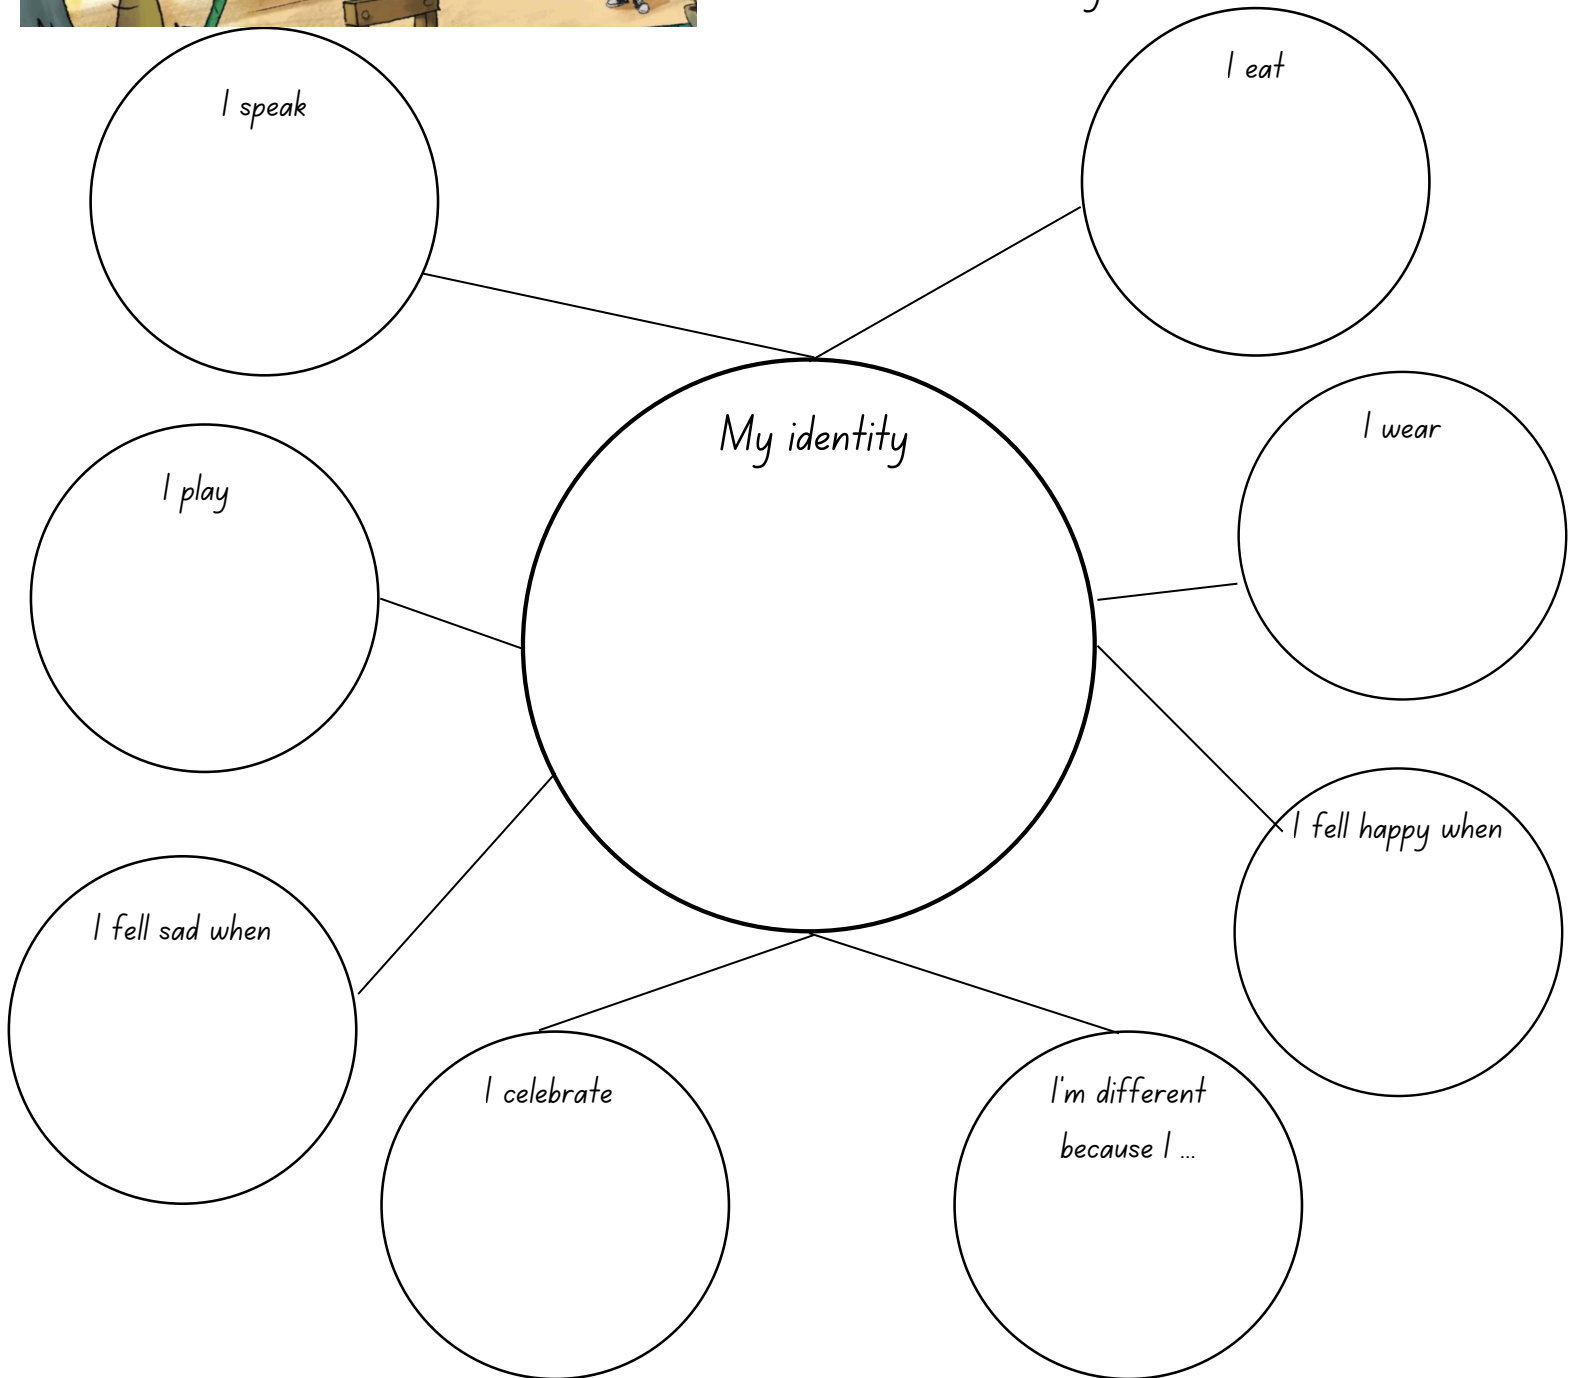 I speak
I eat
My identity
I wear
I play
I fell happy when
I fell sad when
I celebrate
I'm different
because I ...